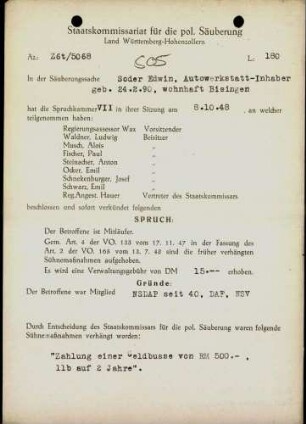 Staatskommissariat für die pol. Säuberung
Land Württemberg-Hohenzollern
Az: Z6t/5068
L. 180
SOS
In der Säuberungssache Soder Edwin, Autowerkstatt-Inhaber
geb. 24.2.90, wohnhaft Bisingen
hat die Spruchkammer VII in ihrer Sitzung am 8.10.48, an welcher
teilgenommen haben:
Regierungsassessor Wax Vorsitzender
Waldner, Ludwig Beisitzer
Musch, Alois "
Fischer, Paul "
Steinacher, Anton "
Osker, Emil "
Schneckenburger, Josef "
Schwarz, Emil "
Reg.Angest. Hauer Vertreter des Staatskommissars
beschlossen und sofort verkündet folgenden
SPRUCH:
Der Betroffene ist Mitläufer.
Gem. Art. 4 der VO. 133 vom 17. 11. 47 in der Fassung des
Art. 2 der VO. 165 vom 13. 7. 48 sind die früher verhängten
Sühnemaßnahmen entstanden.
Es wird eine Verwaltungsgebühr von DM 15.-- erhoben.
Gründe:
Der Betroffene war Mitglied NSDAP seit 40, DAF, NSV
Durch Entscheidung des Staatskommissars für die pol. Säuberung waren folgende
Sühnemaßnahmen verhängt worden:
"Zahlung einer Geldbusse von RM 500.- ,
11b auf 2 Jahre".